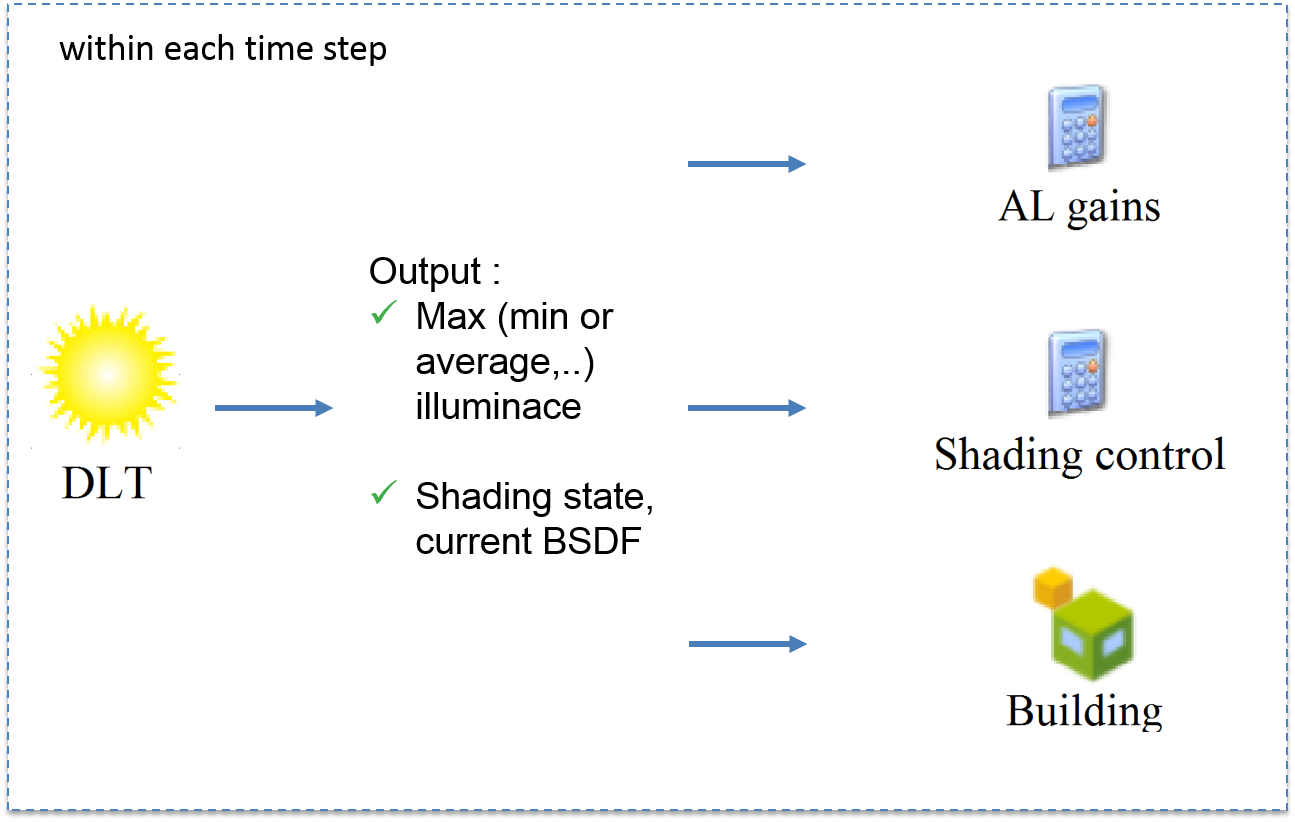 within each time step
AL gains
Output :
✓ Max (min or
average,..)
illuminace
Shading control
DLT
✓ Shading state,
current BSDF
Building